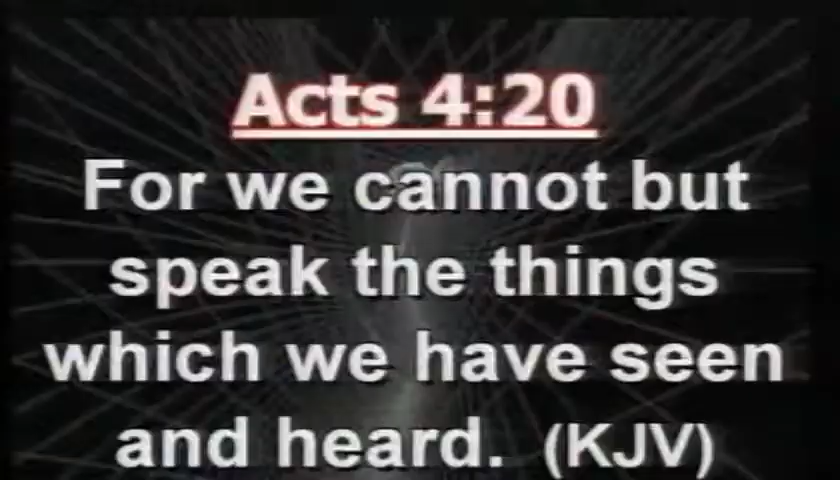 Acts 4:20
For we cannot but
speak the things
which we have seen
and heard. (KJV)